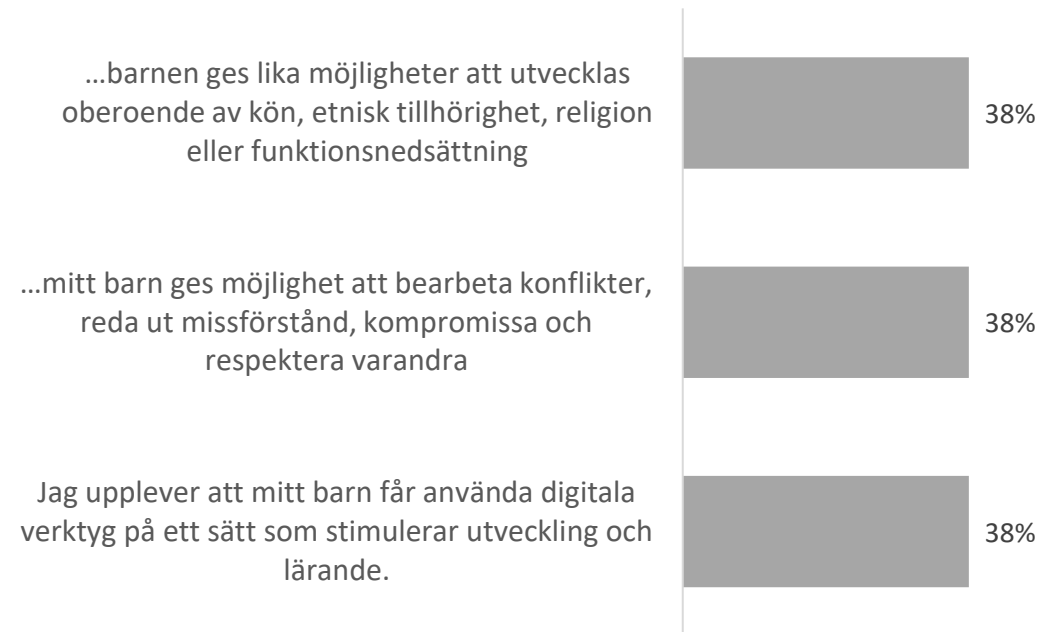 ...barnen ges lika möjligheter att utvecklas
oberoende av kön, etnisk tillhörighet, religion
eller funktionsnedsättning
38%
...mitt barn ges möjlighet att bearbeta konflikter,
reda ut missförstånd, kompromissa och
respektera varandra
38%
Jag upplever att mitt barn får använda digitala
verktyg på ett sätt som stimulerar utveckling och
lärande.
38%